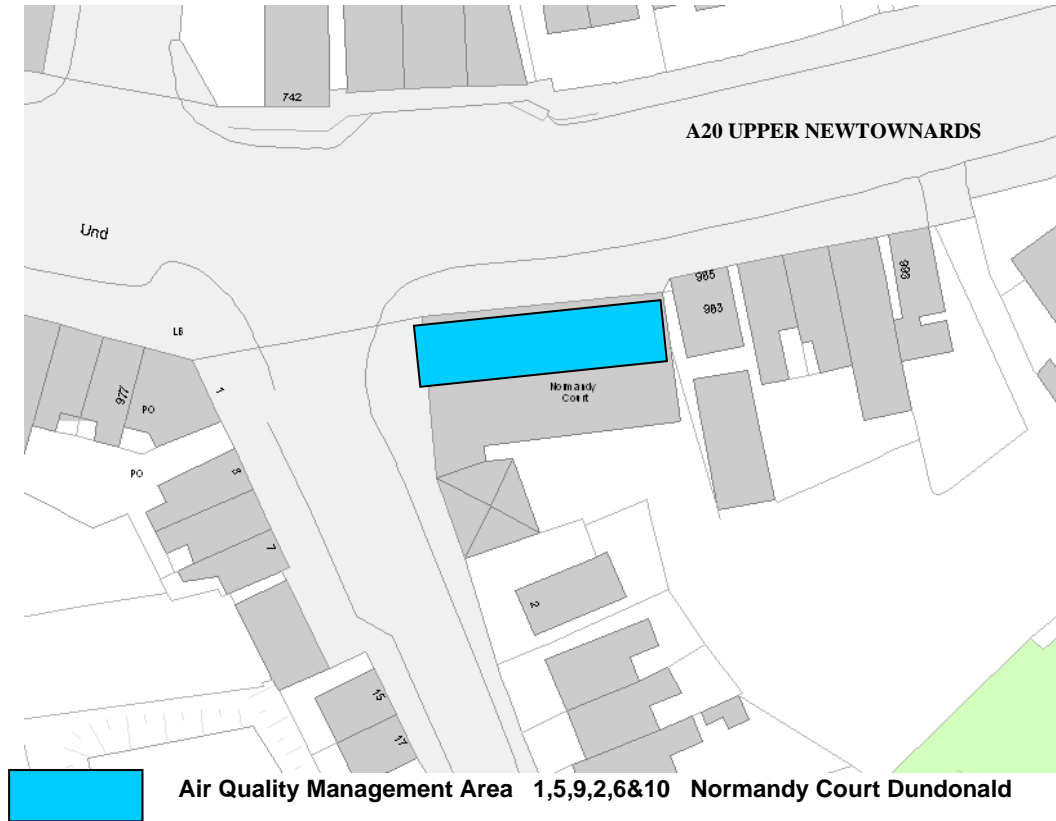 742
A20 UPPER NEWTOWNARDS
Und
985
993
983
LB
Normandy
Court
1
977
PO
PO
3
7
2
15
17
Air Quality Management Area 1,5,9,2,6&10 Normandy Court Dundonald